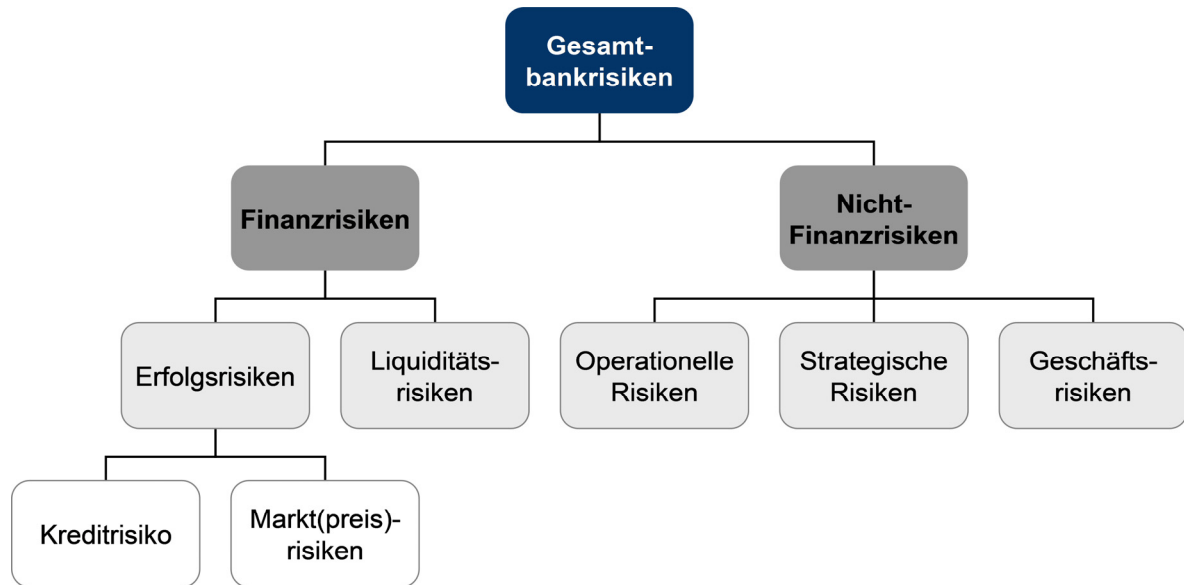 Gesamt-
bankrisiken
Finanzrisiken
Nicht-
Finanzrisiken
Erfolgsrisiken
Liquiditäts-
risiken
Operationelle
Risiken
Strategische
Risiken
Geschäfts-
risiken
Kreditrisiko
Markt(preis)-
risiken